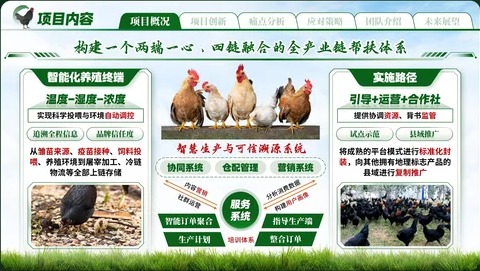 项目内容
项目概况
项目创新
痛点分析
应对策略
团队介绍
未来展望
构建一个两端一心、四链融合的全产业链帮扶体系
智能化养殖终端
温度-湿度-浓度
实现科学投喂与环境自动调控
追溯全程信息
品牌信任度
从雏苗来源、疫苗接种、饲料投
喂、养殖环境到屠宰加工、冷链
物流等全部上链存储
智慧生产与可信溯源系统
协同系统
仓配管理
营销系统
内容营销
社群运营
服务
系统
分析消费数据
构建用户画像
智能订单聚合
指导生产端
生产计划
培训体系
整合订单
实施路径
引导+运营+合作社
提供协调资源、背书监管
试点示范
县域推广
将成熟的平台模式进行标准化封
装，向其他拥有地理标志产品的
县域进行复制推广